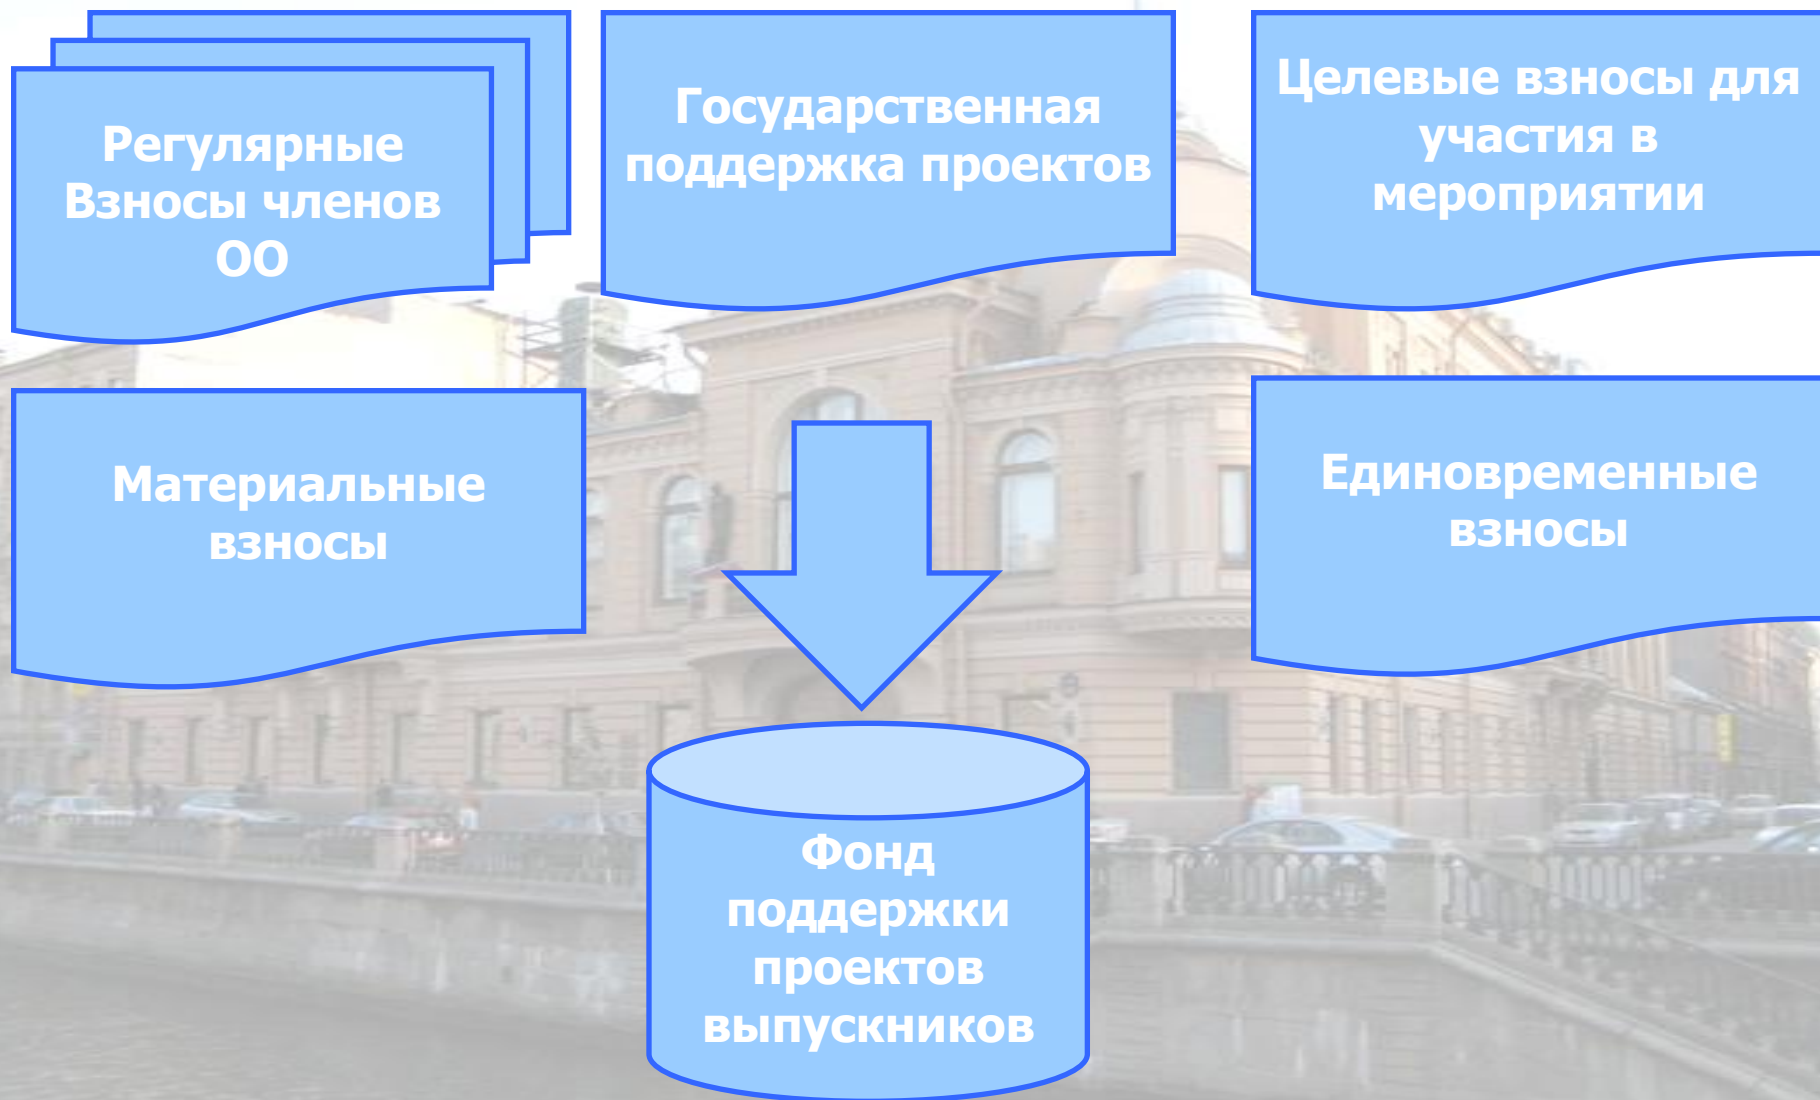 Регулярные
Взносы членов
ОО
Государственная
поддержка проектов
Целевые взносы для
участия в
мероприятии
Материальные
взносы
Единовременные
взносы
Фонд
поддержки
проектов
выпускников